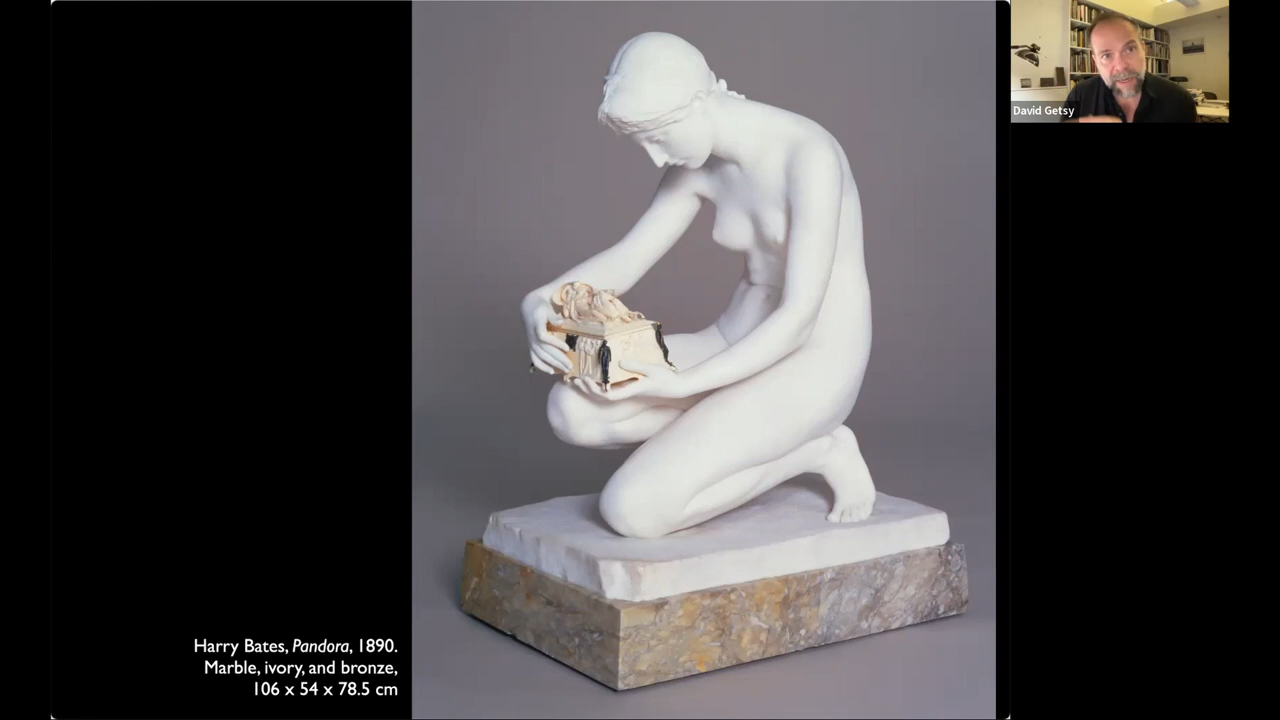 David Getsy
Harry Bates, Pandora, 1890.
Marble, ivory, and bronze,
106 x 54 x 78.5 cm